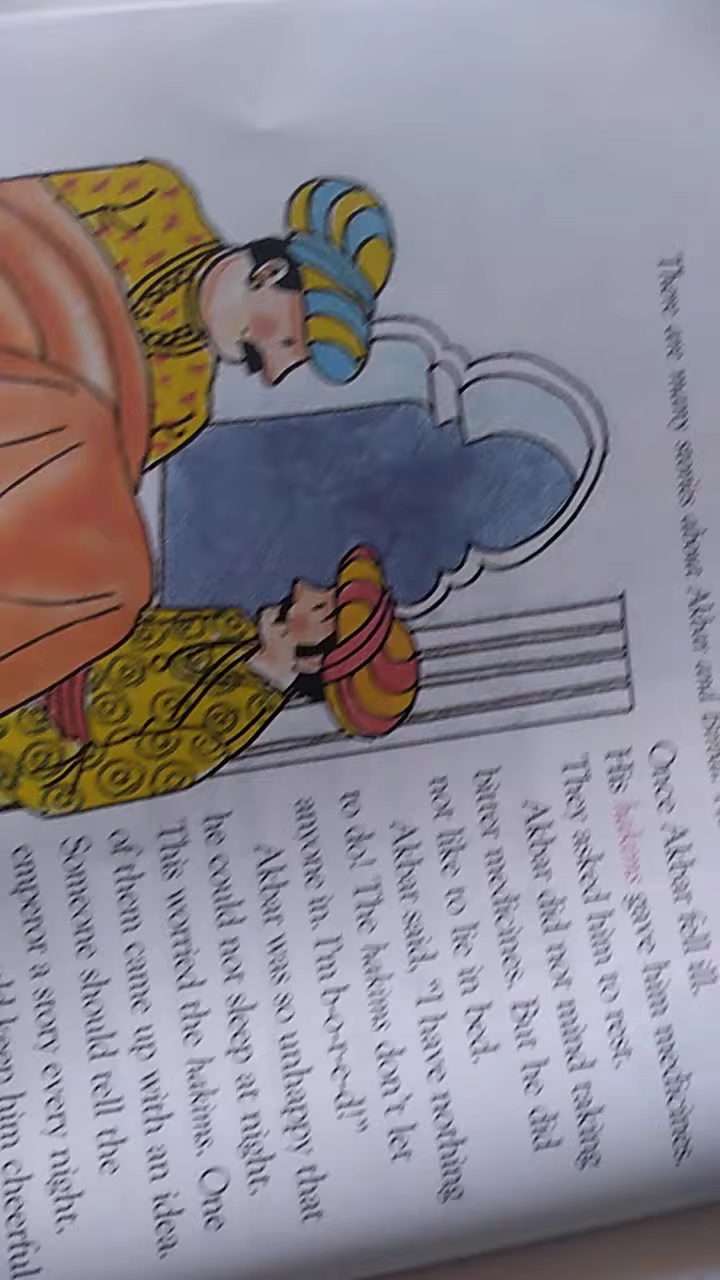 There are many stories about Akbar and
Once Akbar fell ill.
His hakims gave him medicines.
They asked him to rest.
Akbar did not mind taking
bitter medicines. But he did
not like to lie in bed.
Akbar said, “I have nothing
to do! The hakims don't let
anyone in. I'm b-o-r-e-d!”
Akbar was so unhappy that
he could not sleep at night.
This worried the hakims. One
of them came up with an idea.
Someone should tell the
emperor a story every night.
keep him cheerful